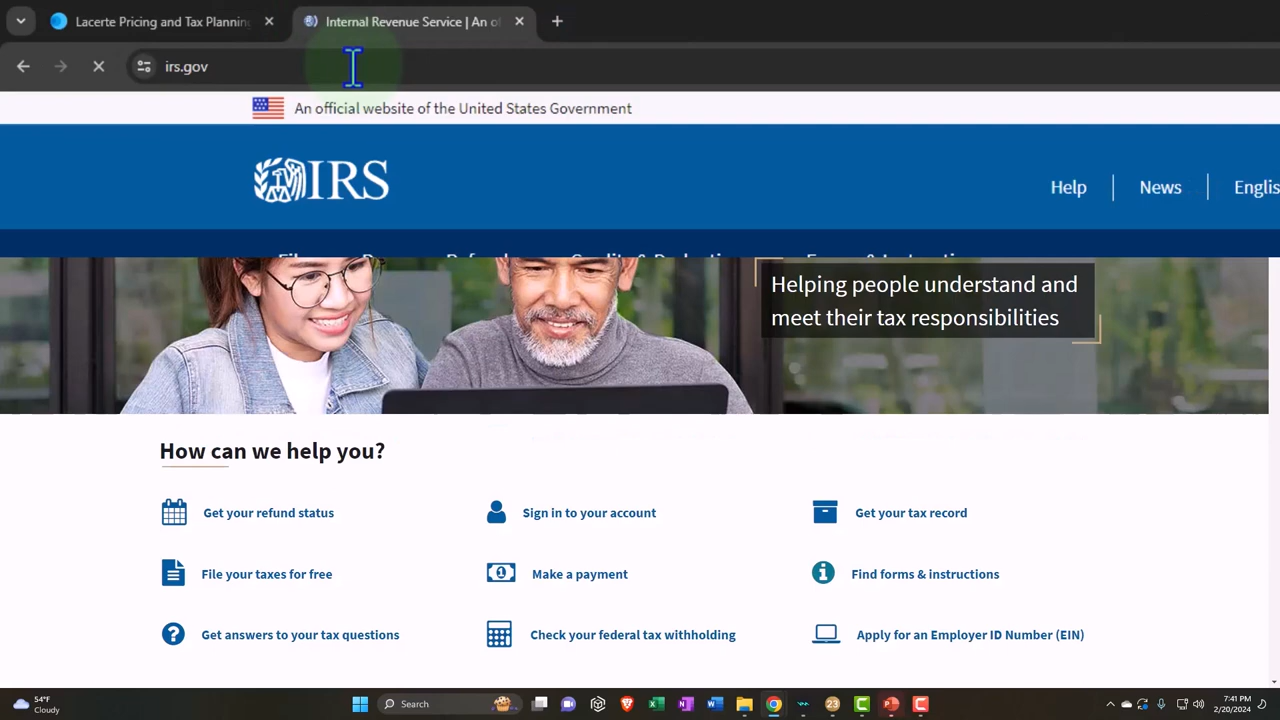 Lacerte Pricing and Tax Planning
Internal Revenue Service | An of
irs.gov
An official website of the United States Government
IRS
Help
News
Englis
Helping people understand and
meet their tax responsibilities
How can we help you?
Get your refund status
Sign in to your account
Get your tax record
File your taxes for free
Make a payment
Find forms & instructions
Get answers to your tax questions
Check your federal tax withholding
Apply for an Employer ID Number (EIN)
54°F
Cloudy
Search
23
7:41 PM
2/20/2024